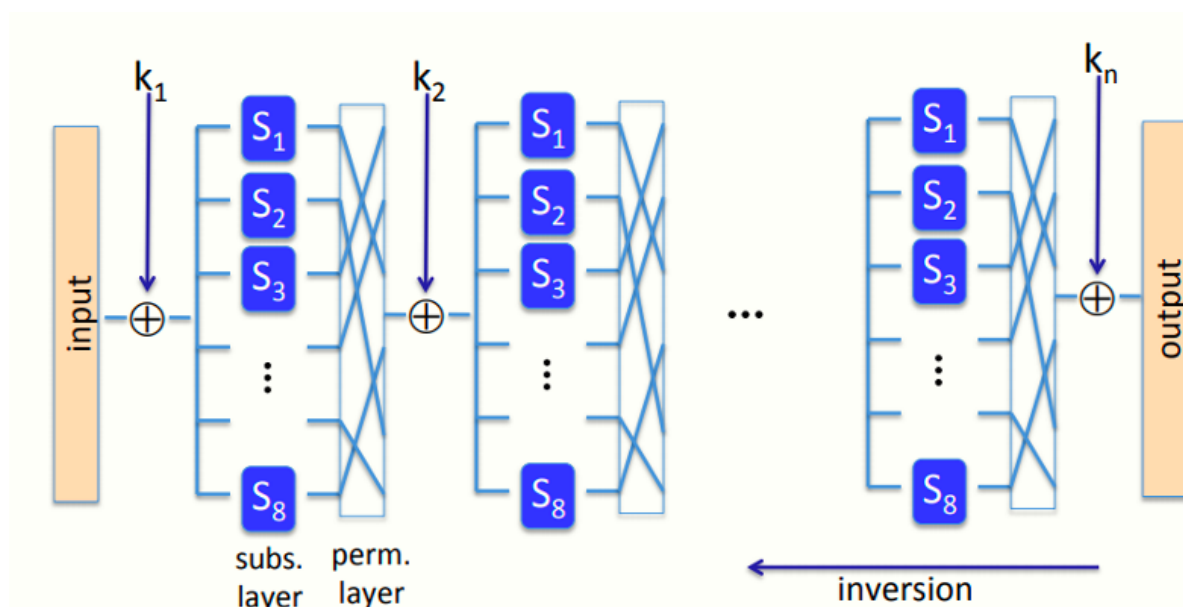 k1
k2
kn
S1
S2
S3
⋮
S8
S1
S2
S3
⋮
S8
...
S1
S2
S3
⋮
S8
input
output
subs.
layer
perm.
layer
inversion